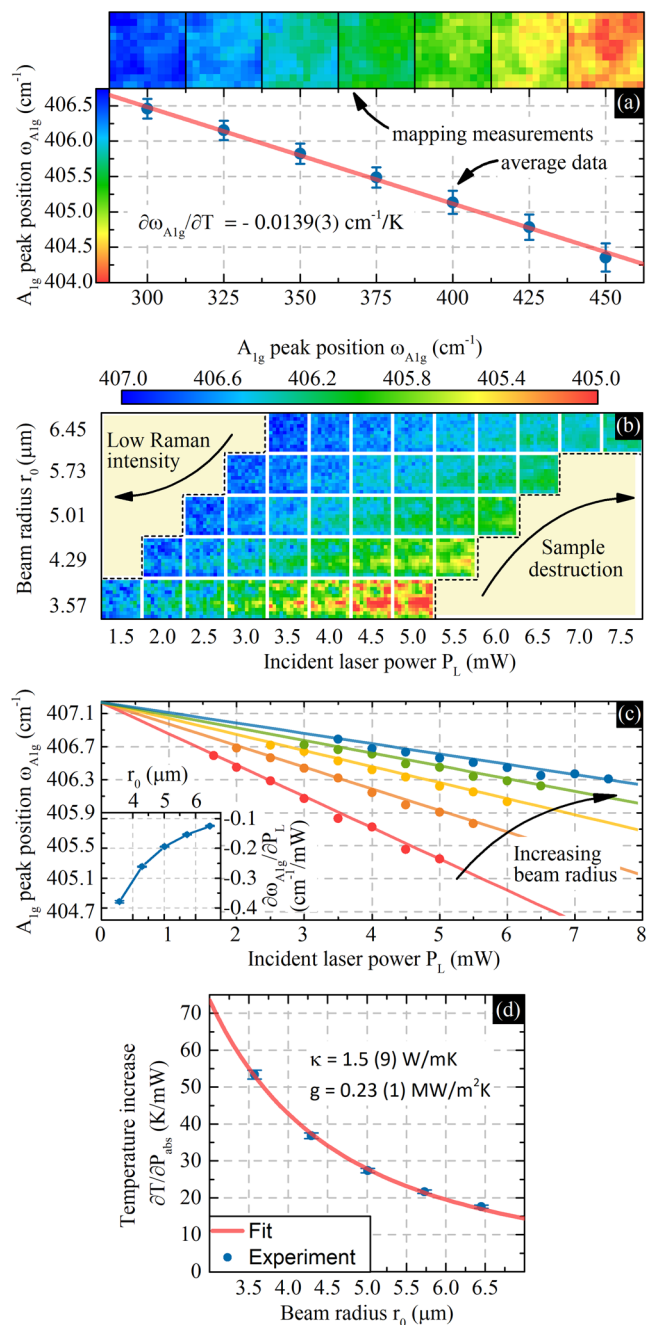 (a)
A1g peak position ωA1g (cm-1)
406.5
406.0
405.5
405.0
404.5
404.0
mapping measurements
average data
∂ωA1g/∂T = - 0.0139(3) cm-1/K
300 325 350 375 400 425 450
A1g peak position ωA1g (cm-1)
407.0 406.6 406.2 405.8 405.4 405.0
(b)
Beam radius r0 (μm)
6.45
5.73
5.01
4.29
3.57
Low Raman
intensity
Sample
destruction
1.5 2.0 2.5 3.0 3.5 4.0 4.5 5.0 5.5 6.0 6.5 7.0 7.5
Incident laser power PL (mW)
(c)
A1g peak position ωA1g (cm-1)
407.1
406.7
406.3
405.9
405.5
405.1
404.7
r0 (μm)
4 5 6
-0.1
-0.2
-0.3
-0.4
∂ωA1g/∂PL
(cm-1/mW)
Increasing
beam radius
0 1 2 3 4 5 6 7 8
Incident laser power PL (mW)
(d)
Temperature increase
∂T/∂Pabs (K/mW)
70
60
50
40
30
20
10
0
κ = 1.5 (9) W/mK
g = 0.23 (1) MW/m2K
Fit
Experiment
3.5 4.0 4.5 5.0 5.5 6.0 6.5
Beam radius r0 (μm)